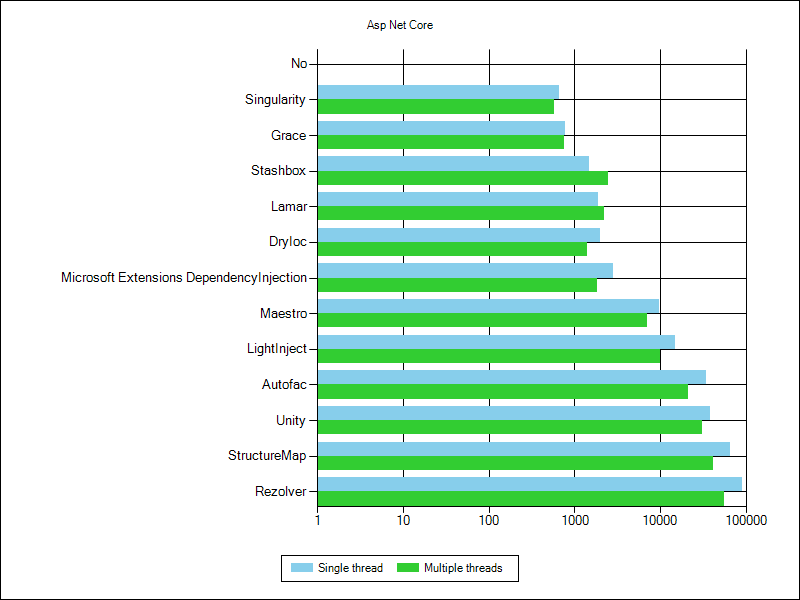 Asp Net Core
No
Singularity
Grace
Stashbox
Lamar
DryIoc
Microsoft Extensions DependencyInjection
Maestro
LightInject
Autofac
Unity
StructureMap
Rezolver
1 10 100 1000 10000 100000
Single thread Multiple threads